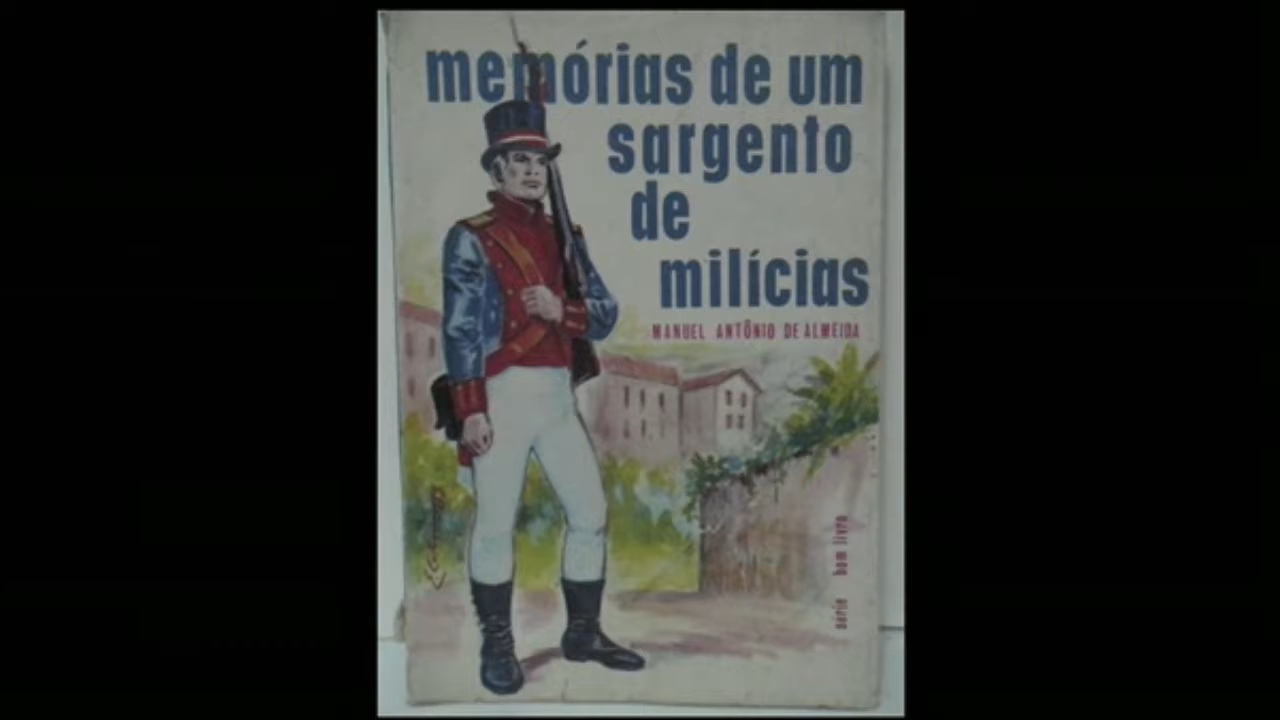 memórias de um
sargento
de
milícias
MANUEL ANTÔNIO DE ALMEIDA
série bom livro